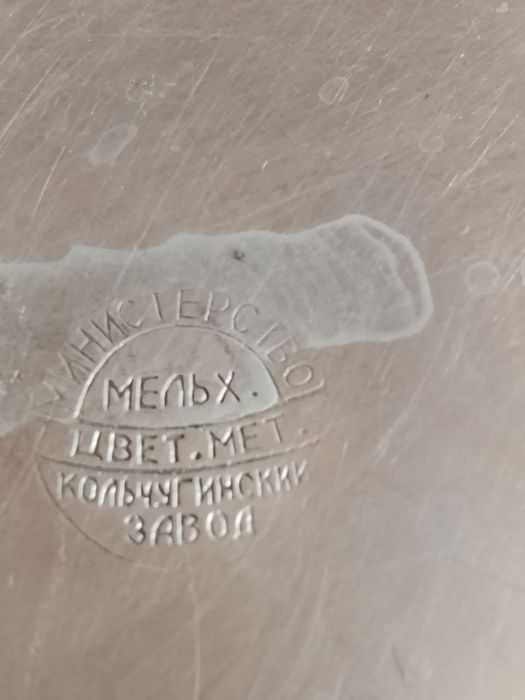 МИНИСТЕРСТВО
МЕЛЬХ.
ЦВЕТ. МЕТ.
КОЛЬЧУГИНСКИЙ
ЗАВОД